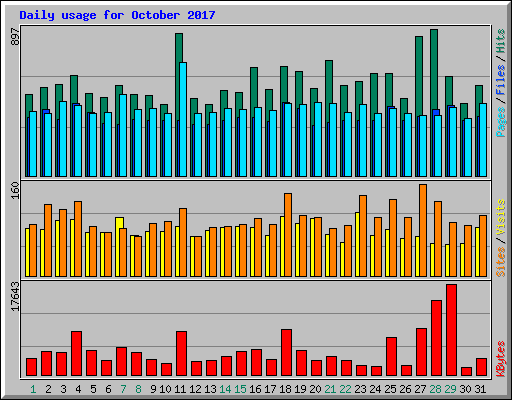 Daily usage for October 2017
897
Pages / Files / Hits
160
Sites / Visits
17643
KBytes
1 2 3 4 5 6 7 8 9 10 11 12 13 14 15 16 17 18 19 20 21 22 23 24 25 26 27 28 29 30 31